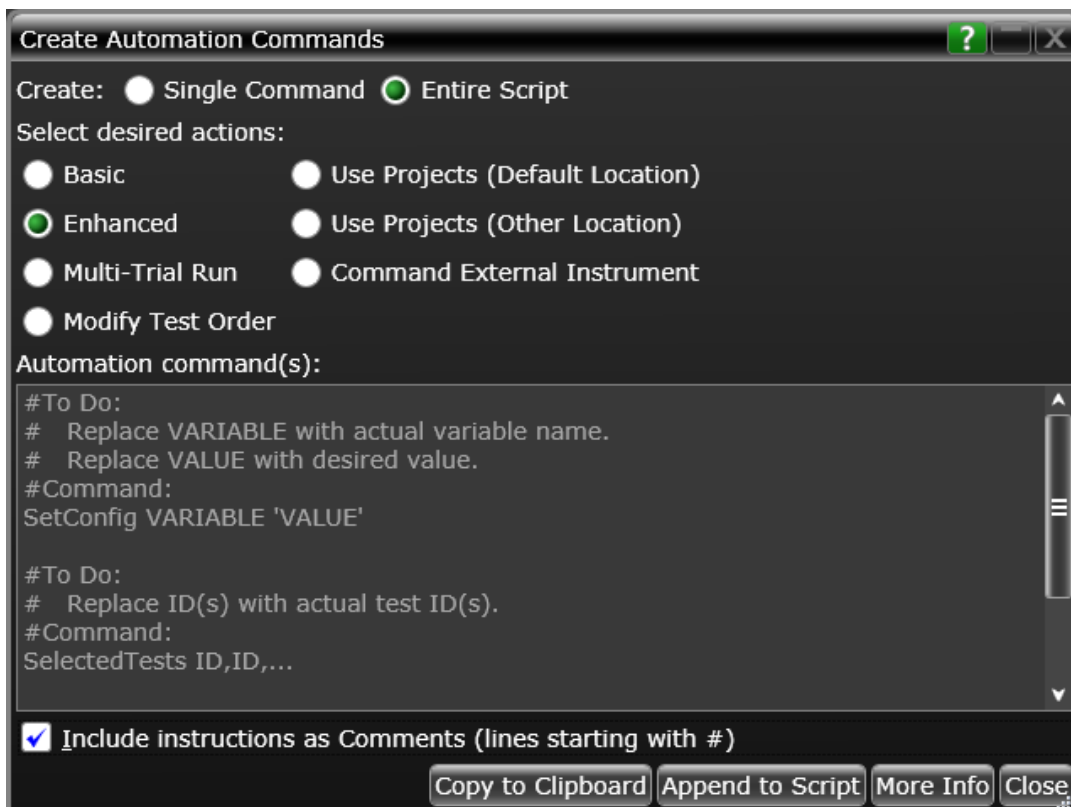 Create Automation Commands
?
X
Create: Single Command Entire Script
Select desired actions:
Basic Use Projects (Default Location)
Enhanced Use Projects (Other Location)
Multi-Trial Run Command External Instrument
Modify Test Order
Automation command(s):
#To Do:
#   Replace VARIABLE with actual variable name.
#   Replace VALUE with desired value.
#Command:
SetConfig VARIABLE 'VALUE'
#To Do:
#   Replace ID(s) with actual test ID(s).
#Command:
SelectedTests ID,ID,...
Include instructions as Comments (lines starting with #)
Copy to Clipboard Append to Script More Info Close